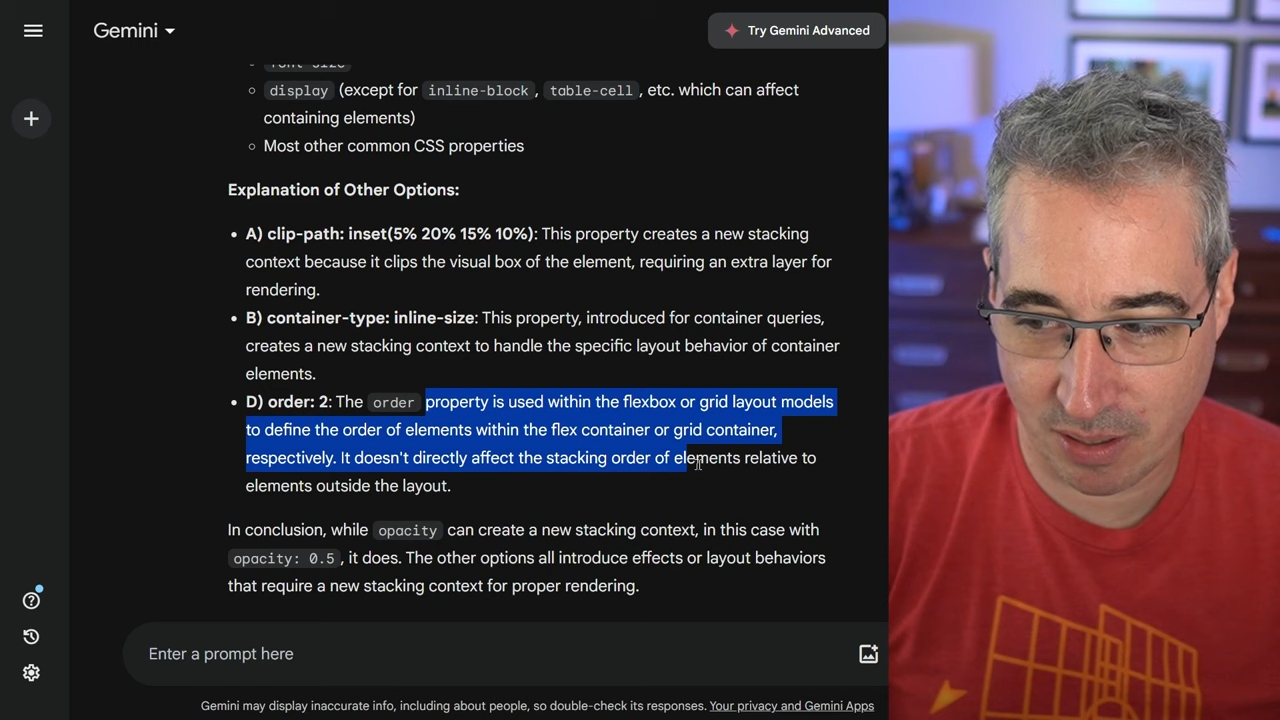 Gemini
Try Gemini Advanced
font-size
display (except for inline-block, table-cell, etc. which can affect
containing elements)
Most other common CSS properties
Explanation of Other Options:
A) clip-path: inset(5% 20% 15% 10%): This property creates a new stacking
context because it clips the visual box of the element, requiring an extra layer for
rendering.
B) container-type: inline-size: This property, introduced for container queries,
creates a new stacking context to handle the specific layout behavior of container
elements.
D) order: 2: The order property is used within the flexbox or grid layout models
to define the order of elements within the flex container or grid container,
respectively. It doesn't directly affect the stacking order of elements relative to
elements outside the layout.
In conclusion, while opacity can create a new stacking context, in this case with
opacity: 0.5, it does. The other options all introduce effects or layout behaviors
that require a new stacking context for proper rendering.
Enter a prompt here
Gemini may display inaccurate info, including about people, so double-check its responses. Your privacy and Gemini Apps